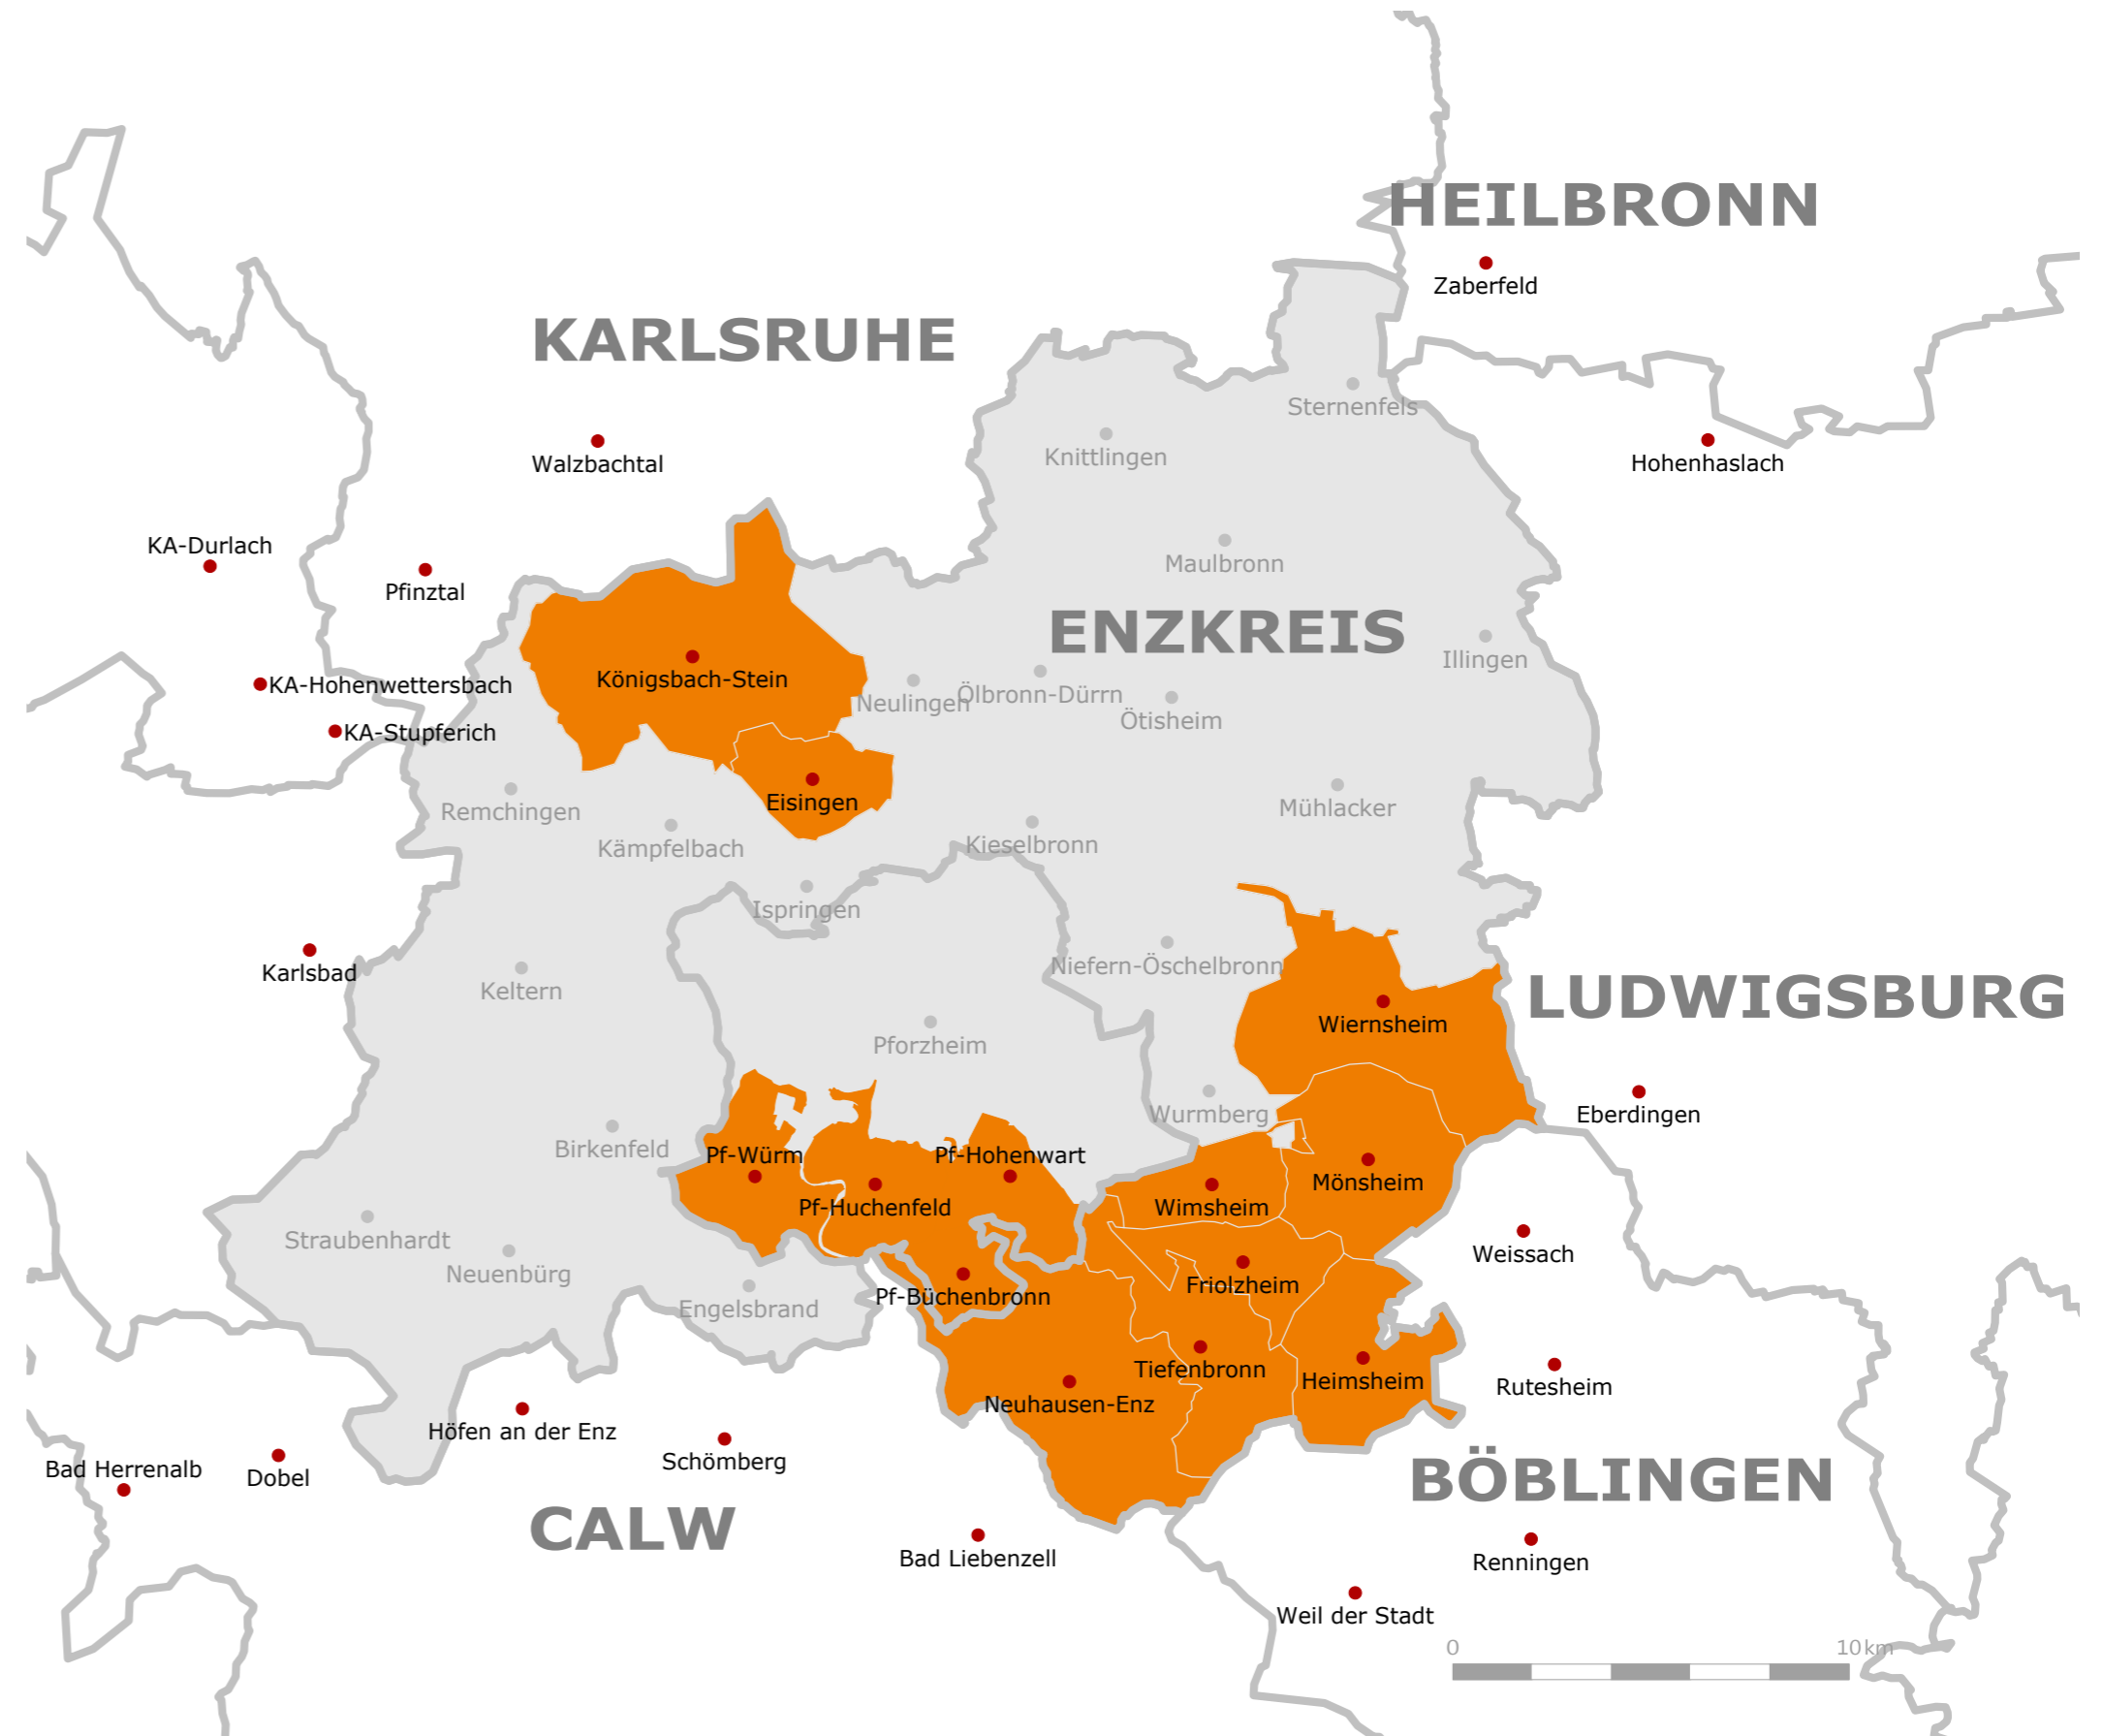 HEILBRONN
Zaberfeld
KARLSRUHE
Sternenfels
Walzbachtal
Knittlingen
Hohenhaslach
KA-Durlach
Maulbronn
Pfinztal
ENZKREIS
Illingen
Königsbach-Stein
KA-Hohenwettersbach
Neulingen
Ölbronn-Dürrn
Ötisheim
KA-Stupferich
Eisingen
Remchingen
Mühlacker
Kämpfelbach
Kieselbronn
Ispringen
Niefern-Öschelbronn
Karlsbad
Keltern
LUDWIGSBURG
Wiernsheim
Pforzheim
Wurmberg
Eberdingen
Birkenfeld
Pf-Würm
Pf-Hohenwart
Mönsheim
Pf-Huchenfeld
Wimsheim
Straubenhardt
Weissach
Neuenbürg
Friolzheim
Pf-Büchenbronn
Engelsbrand
Tiefenbronn
Heimsheim
Rutesheim
Neuhausen-Enz
Höfen an der Enz
Schömberg
Bad Herrenalb
Dobel
BÖBLINGEN
CALW
Bad Liebenzell
Renningen
Weil der Stadt
0 10km